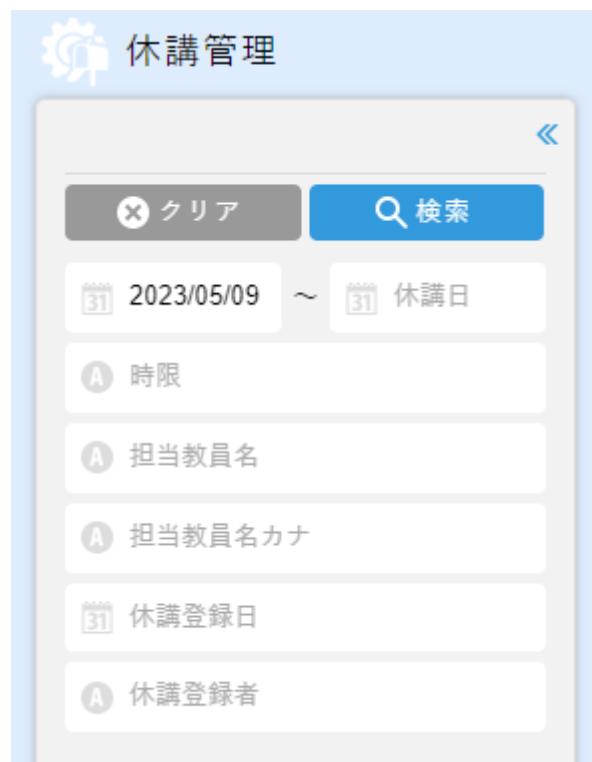 休講管理
クリア 検索
2023/05/09 ～ 休講日
時限
担当教員名
担当教員名カナ
休講登録日
休講登録者